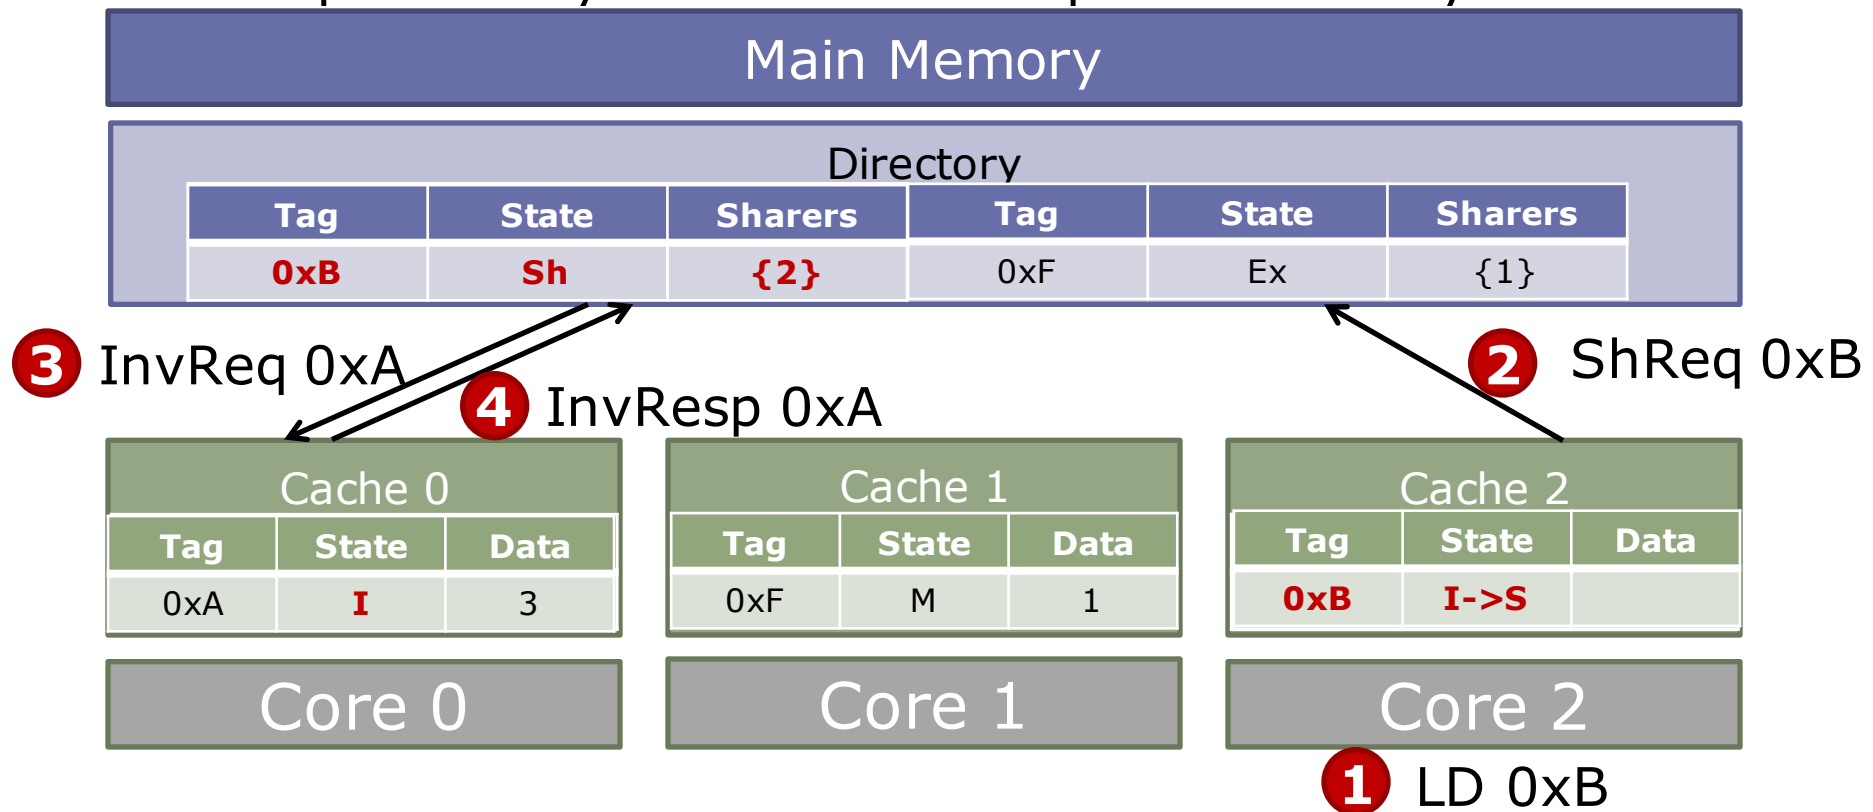 Main Memory
Directory
Tag State Sharers Tag State Sharers
0xB Sh {2} 0xF Ex {1}
3 InvReq 0xA
2 ShReq 0xB
4 InvResp 0xA
Cache 0 Cache 1 Cache 2
Tag State Data Tag State Data Tag State Data
0xA I 3 0xF M 1 0xB I->S
Core 0 Core 1 Core 2
1 LD 0xB